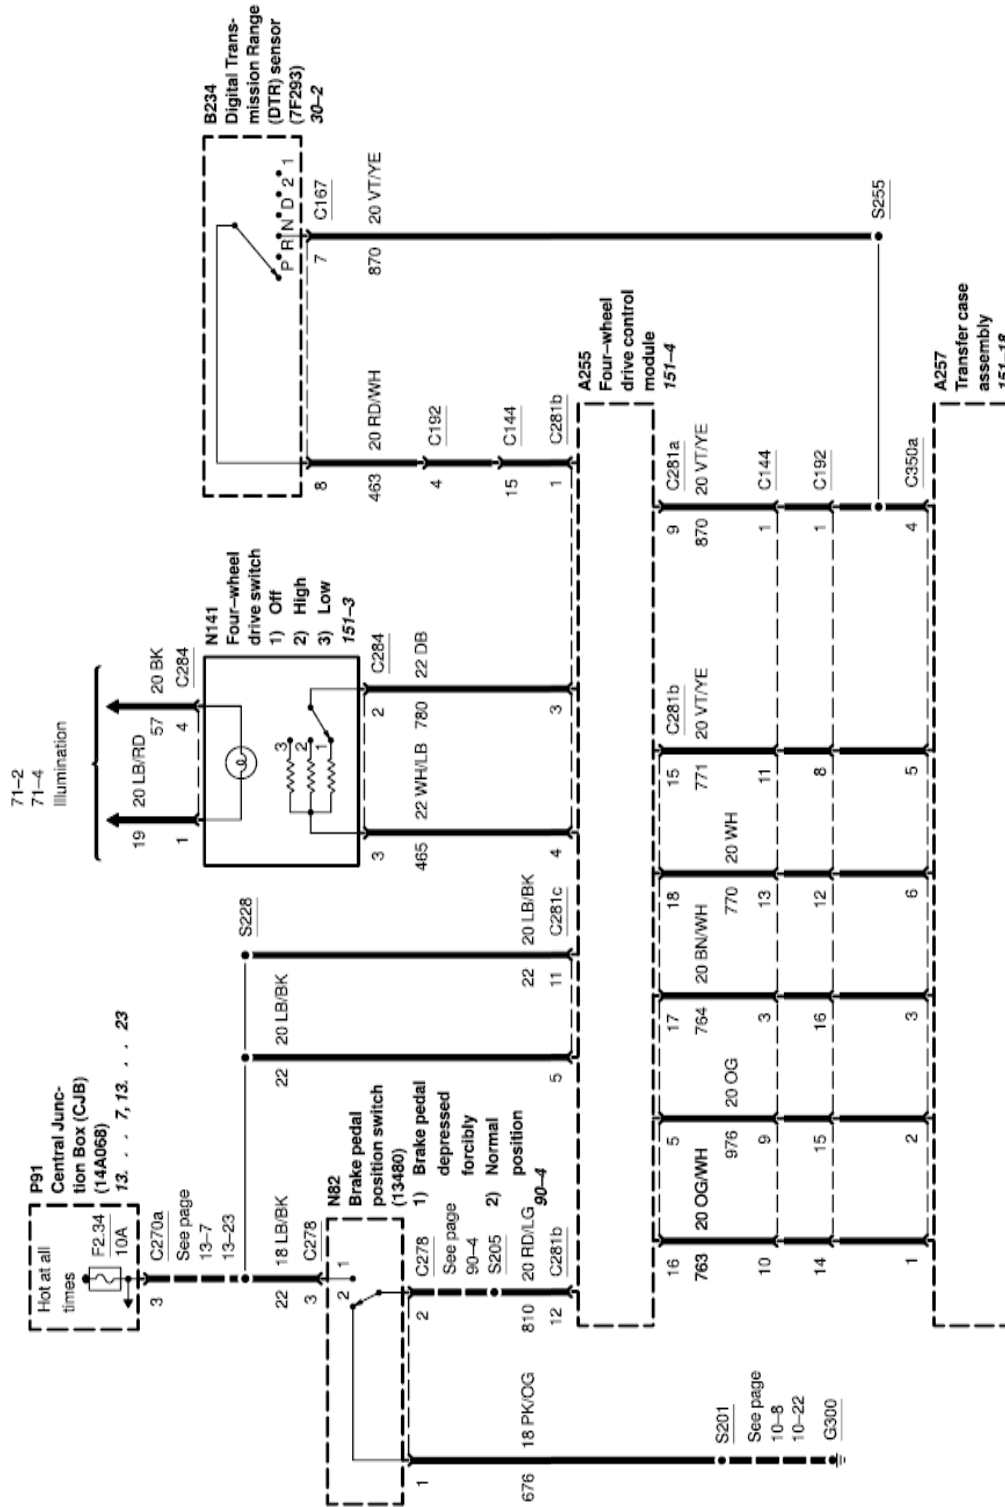 P91
Central Junc-
tion Box (CJB)
(14A068)
13. . . 7, 13. . . 23
Hot at all
times
F2.34
10A
3
C270a
See page
13–7
13–23
22
18 LB/BK
3
C278
S228
22
20 LB/BK
5
22
20 LB/BK
11
C281c
N82
Brake pedal
position switch
(13480)
1) Brake pedal
depressed
forcibly
2) Normal
position
90–4
2
1
2
C278
See page
90–4
S205
810
20 RD/LG
12
C281b
1
676
18 PK/OG
S201
See page
10–8
10–22
G300
71–2
71–4
Illumination
19
20 LB/RD
1
57
20 BK
4
C284
N141
Four–wheel
drive switch
1) Off
2) High
3) Low
151–3
3
2
1
3
465
22 WH/LB
4
2
C284
780
22 DB
3
B234
Digital Trans-
mission Range
(DTR) sensor
(7F293)
30–2
P R N D 2 1
8
463
20 RD/WH
4
C192
15
C144
1
C281b
7
C167
870
20 VT/YE
S255
A255
Four–wheel
drive control
module
151–4
16
763
20 OG/WH
10
14
1
5
976
20 OG
9
15
2
17
764
20 BN/WH
3
16
3
18
770
20 WH
13
12
6
15
C281b
771
20 VT/YE
11
8
5
9
C281a
870
20 VT/YE
1
C144
1
C192
4
C350a
A257
Transfer case
assembly
151–18